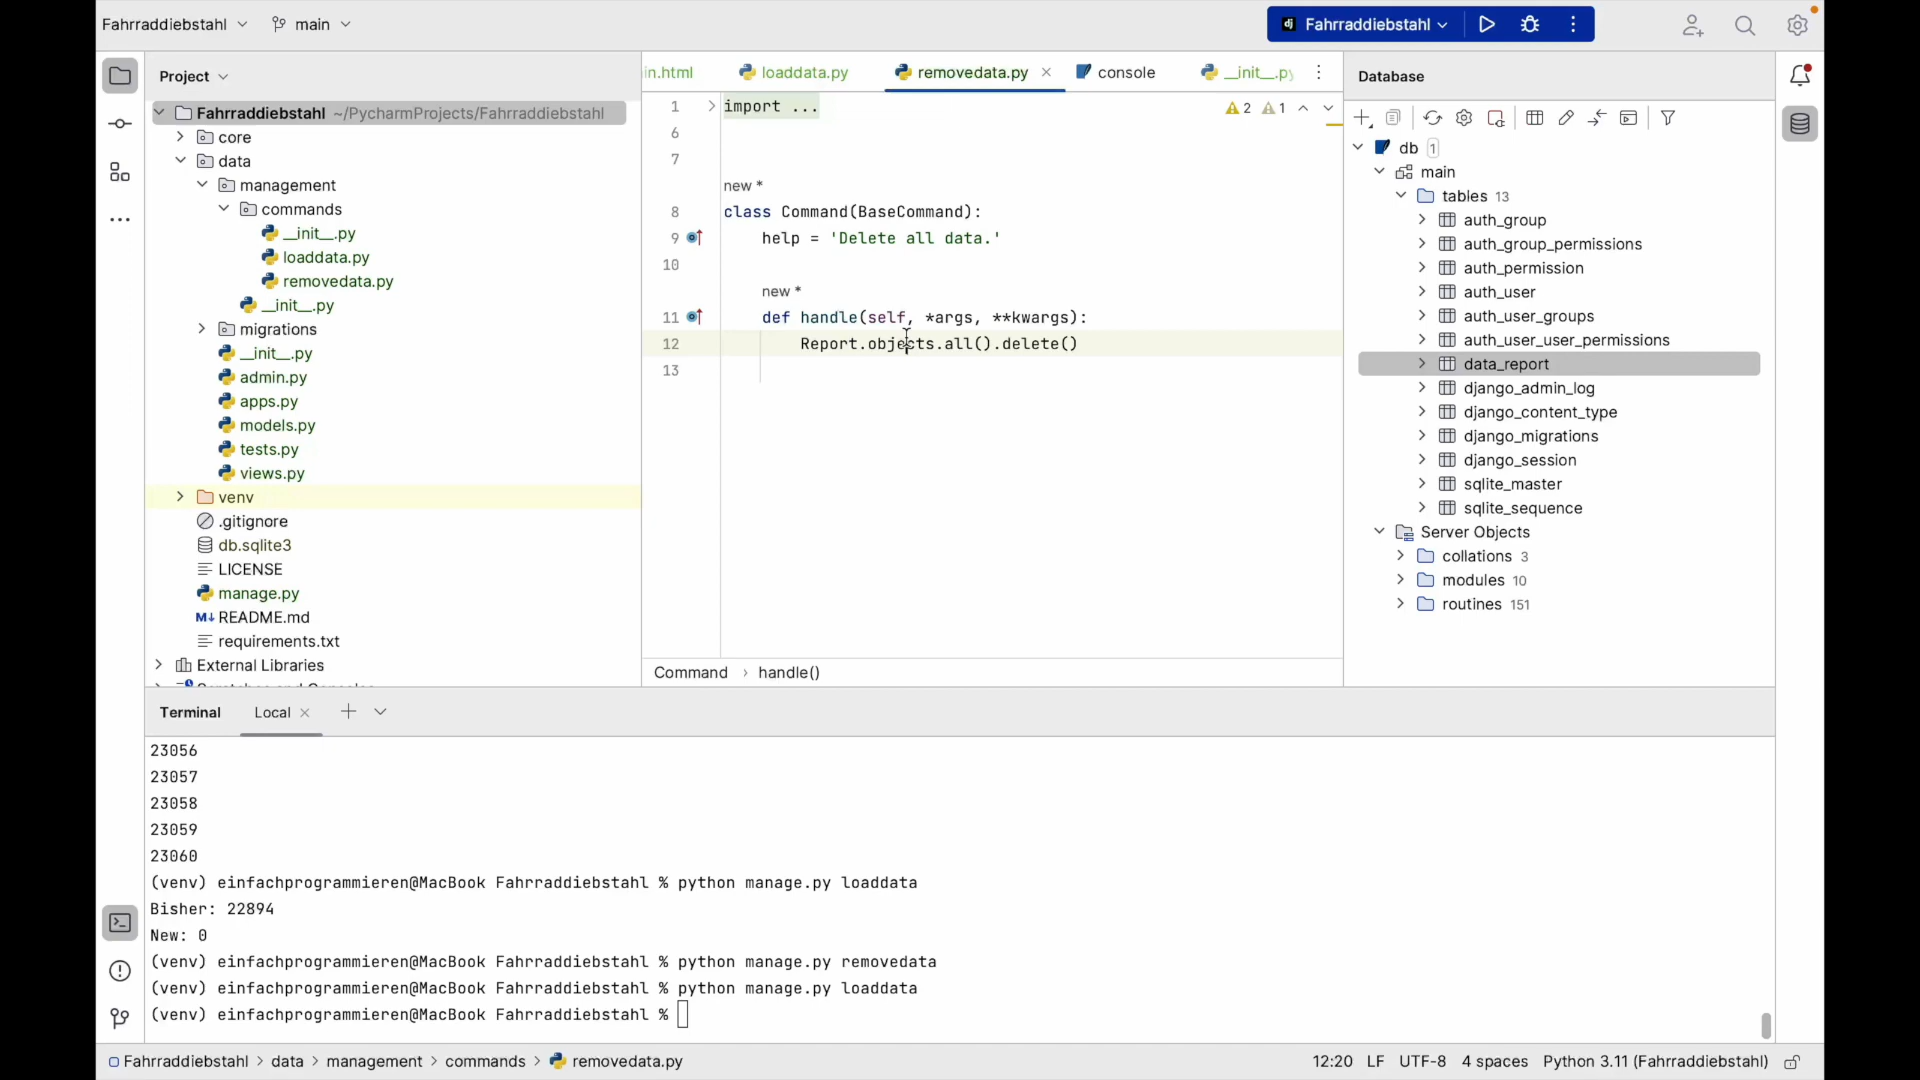 Fahrraddiebstahl
main
Fahrraddiebstahl
Project
Fahrraddiebstahl ~/PycharmProjects/Fahrraddiebstahl
core
data
management
commands
__init__.py
loaddata.py
removedata.py
__init__.py
migrations
__init__.py
admin.py
apps.py
models.py
tests.py
views.py
venv
.gitignore
db.sqlite3
LICENSE
manage.py
README.md
requirements.txt
External Libraries
in.html
loaddata.py
removedata.py
console
__init__.py
2
1
1 import ...
6
7
new *
8 class Command(BaseCommand):
9 help = 'Delete all data.'
10
new *
11 def handle(self, *args, **kwargs):
12 Report.objects.all().delete()
13
Command › handle()
Database
db 1
main
tables 13
auth_group
auth_group_permissions
auth_permission
auth_user
auth_user_groups
auth_user_user_permissions
data_report
django_admin_log
django_content_type
django_migrations
django_session
sqlite_master
sqlite_sequence
Server Objects
collations 3
modules 10
routines 151
Terminal
Local
23056
23057
23058
23059
23060
(venv) einfachprogrammieren@MacBook Fahrraddiebstahl % python manage.py loaddata
Bisher: 22894
New: 0
(venv) einfachprogrammieren@MacBook Fahrraddiebstahl % python manage.py removedata
(venv) einfachprogrammieren@MacBook Fahrraddiebstahl % python manage.py loaddata
(venv) einfachprogrammieren@MacBook Fahrraddiebstahl %
Fahrraddiebstahl › data › management › commands › removedata.py
12:20 LF UTF-8 4 spaces Python 3.11 (Fahrraddiebstahl)